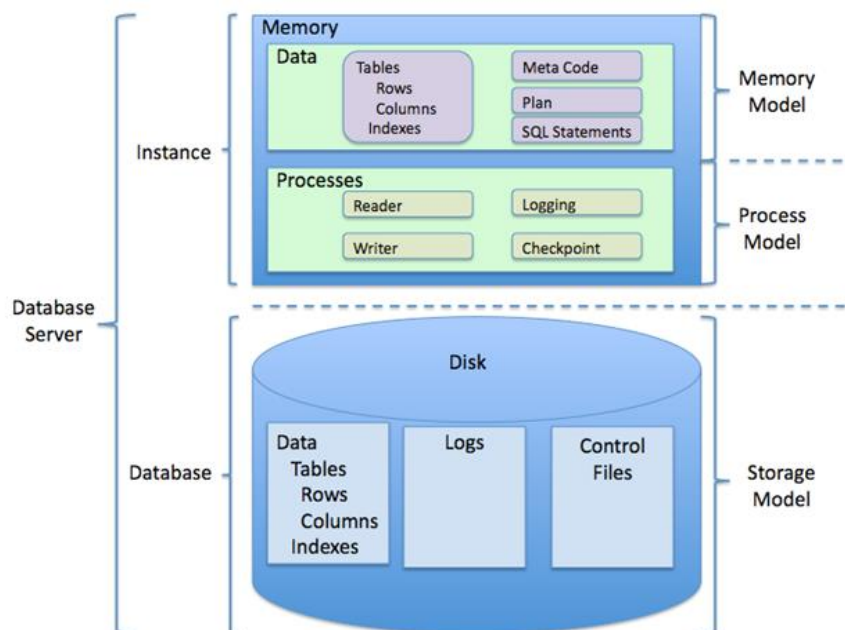 Memory
Data
Tables
Rows
Columns
Indexes
Meta Code
Plan
SQL Statements
Memory
Model
Instance
Processes
Reader
Logging
Writer
Checkpoint
Process
Model
Database
Server
Disk
Database
Data
Tables
Rows
Columns
Indexes
Logs
Control
Files
Storage
Model